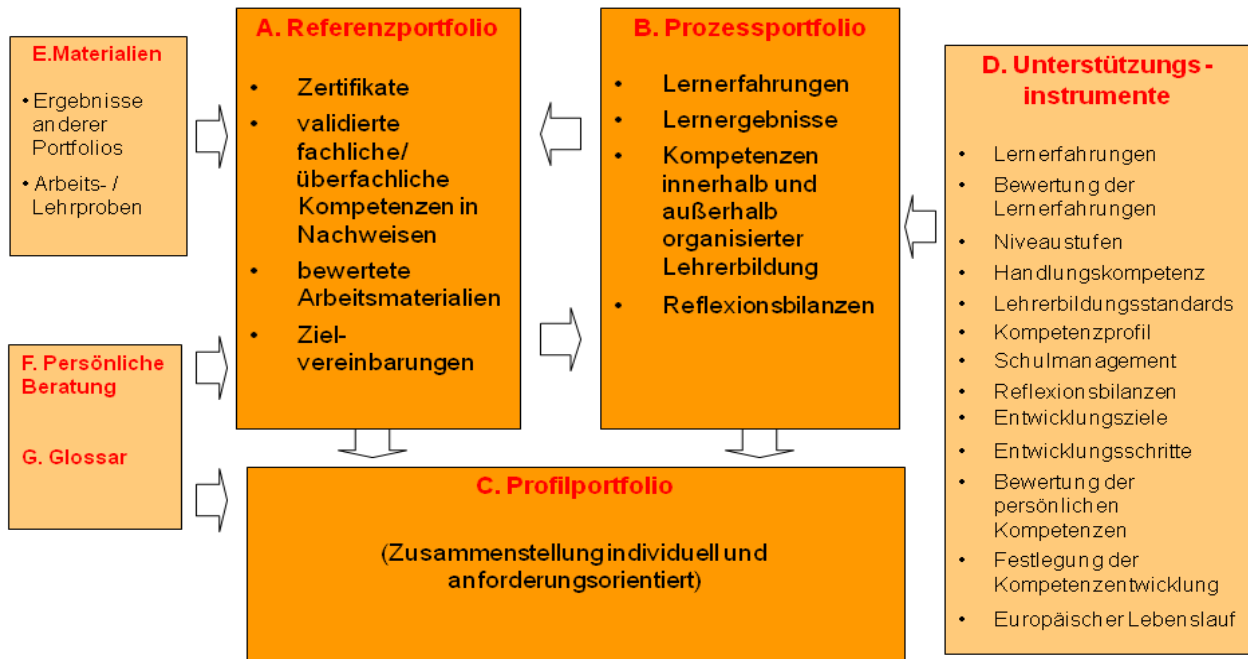 E.Materialien
• Ergebnisse
anderer
Portfolios
• Arbeits- /
Lehrproben
F. Persönliche
Beratung
G. Glossar
A. Referenzportfolio
• Zertifikate
• validierte
fachliche/
überfachliche
Kompetenzen in
Nachweisen
• bewertete
Arbeitsmaterialien
• Ziel-
vereinbarungen
B. Prozessportfolio
• Lernerfahrungen
• Lernergebnisse
• Kompetenzen
innerhalb und
außerhalb
organisierter
Lehrerbildung
• Reflexionsbilanzen
C. Profilportfolio
(Zusammenstellung individuell und
anforderungsorientiert)
D. Unterstützungs -
instrumente
• Lernerfahrungen
• Bewertung der
Lernerfahrungen
• Niveaustufen
• Handlungskompetenz
• Lehrerbildungsstandards
• Kompetenzprofil
• Schulmanagement
• Reflexionsbilanzen
• Entwicklungsziele
• Entwicklungsschritte
• Bewertung der
persönlichen
Kompetenzen
• Festlegung der
Kompetenzentwicklung
• Europäischer Lebenslauf